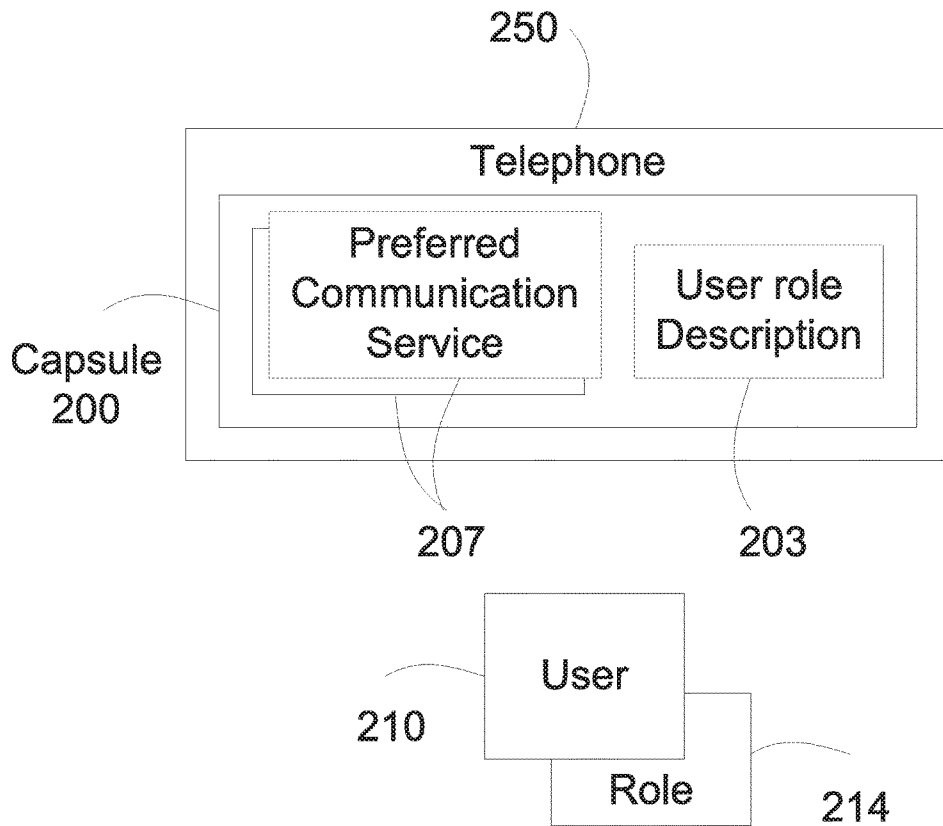 250
Telephone
Preferred
Communication
Service
User role
Description
Capsule
200
207
203
User
210
Role
214